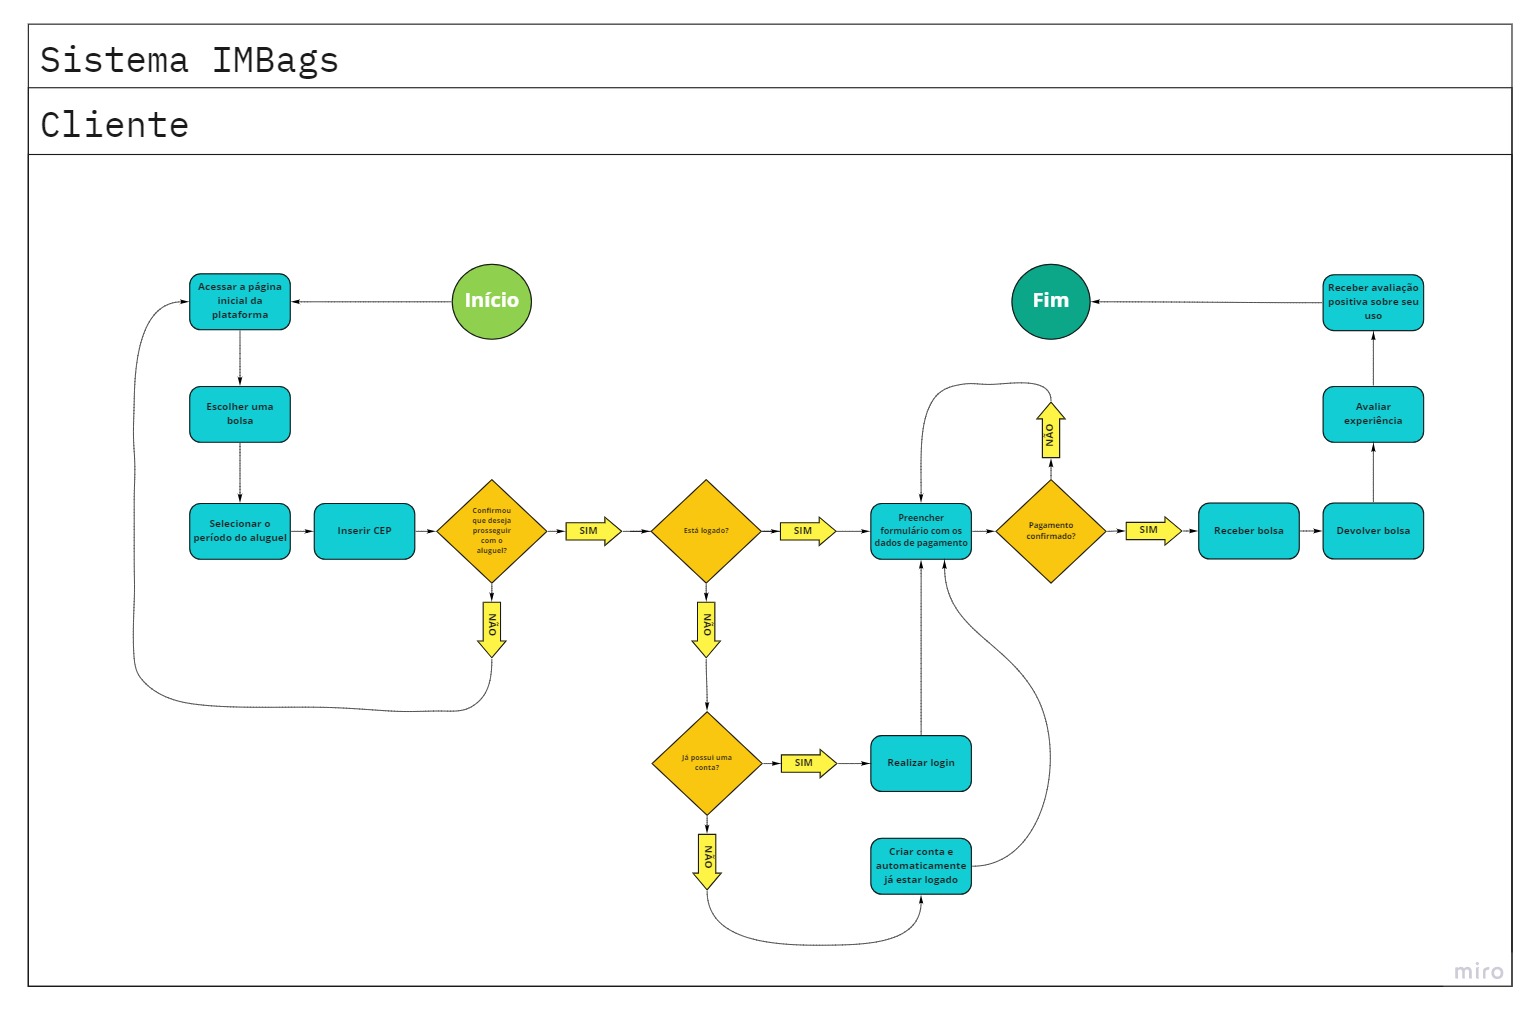 Sistema IMBags
Cliente
Início
Acessar a página
inicial da
plataforma
Escolher uma
bolsa
Selecionar o
período do aluguel
Inserir CEP
Confirmou
que deseja
prosseguir
com o
aluguel?
NÃO
SIM
Está logado?
NÃO
SIM
Já possui uma
conta?
NÃO
SIM
Realizar login
Criar conta e
automaticamente
já estar logado
Preencher
formulário com os
dados de pagamento
Pagamento
confirmado?
NÃO
SIM
Receber bolsa
Devolver bolsa
Avaliar
experiência
Receber avaliação
positiva sobre seu
uso
Fim
miro